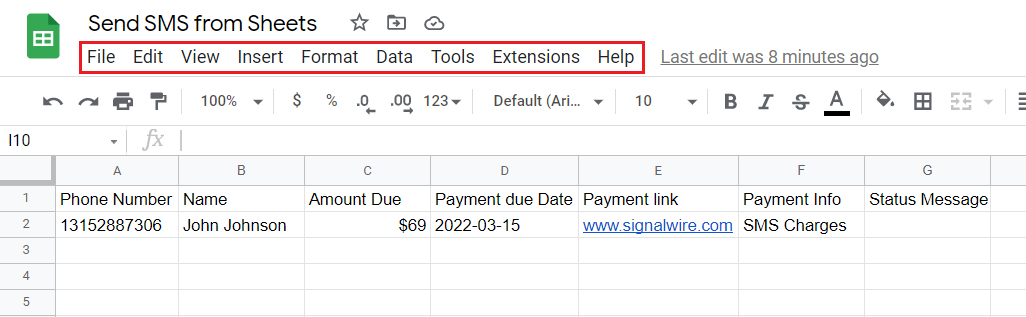 Send SMS from Sheets
File Edit View Insert Format Data Tools Extensions Help Last edit was 8 minutes ago
100% $ % .0 .00 123 Default (Ari... 10 B I S A
I10 fx
A B C D E F G
1 Phone Number Name Amount Due Payment due Date Payment link Payment Info Status Message
2 13152887306 John Johnson $69 2022-03-15 www.signalwire.com SMS Charges
3
4
5